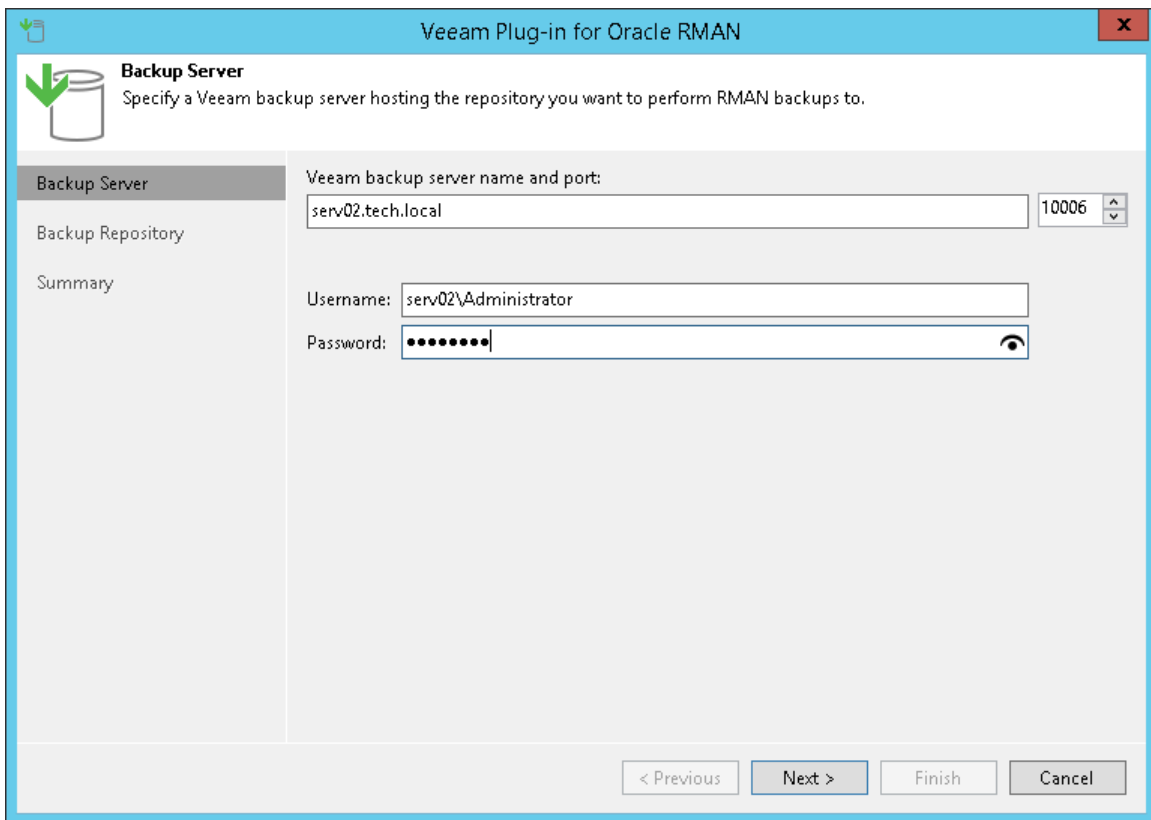 Veeam Plug-in for Oracle RMAN
x
Backup Server
Specify a Veeam backup server hosting the repository you want to perform RMAN backups to.
Backup Server
Backup Repository
Summary
Veeam backup server name and port:
serv02.tech.local
10006
Username:
serv02\Administrator
Password:
●●●●●●●●
< Previous
Next >
Finish
Cancel